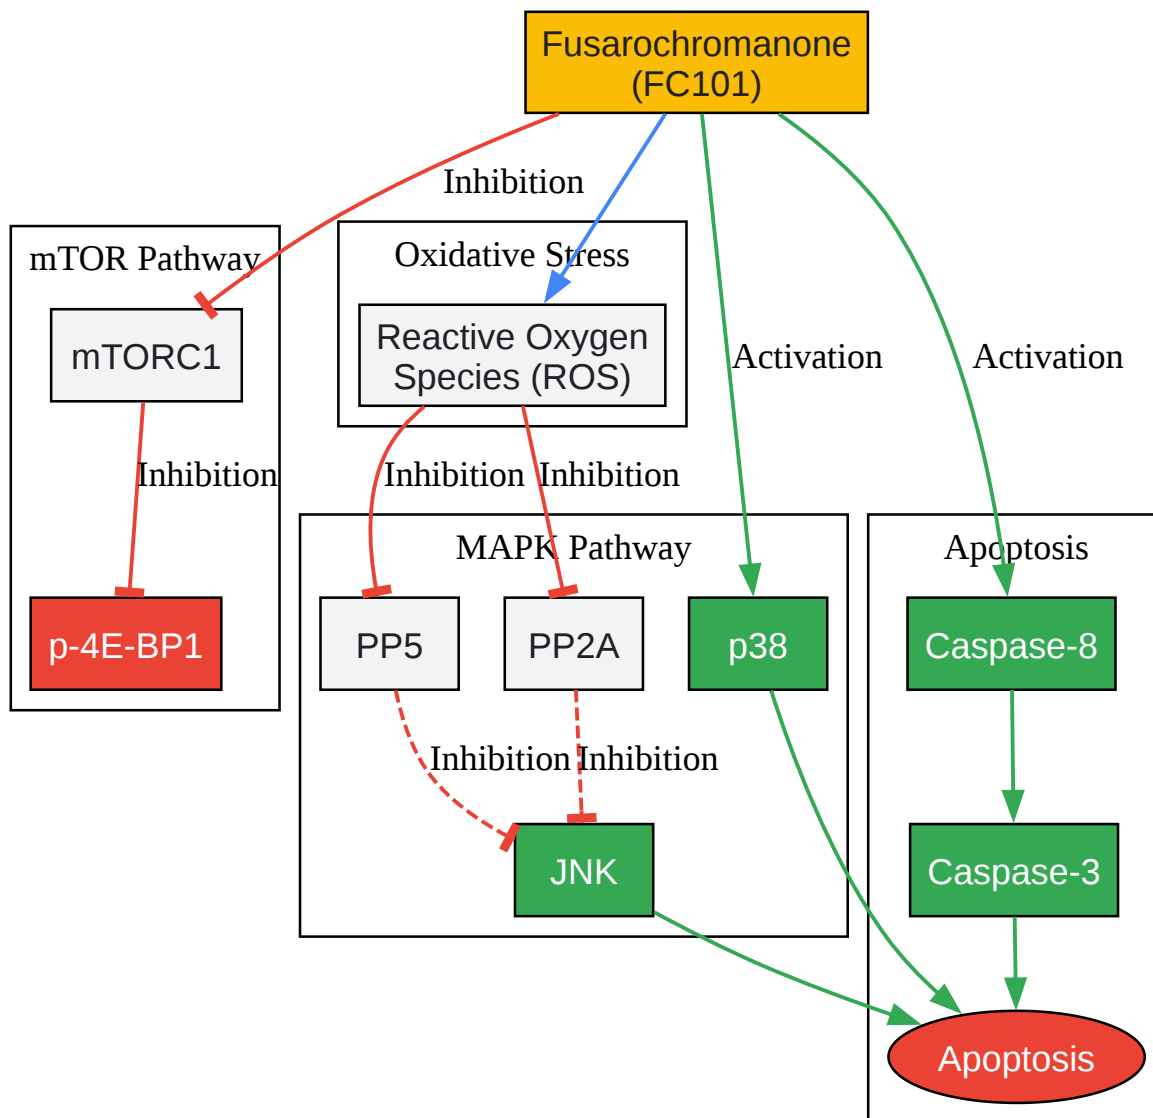 Fusarochromanone
(FC101)
Inhibition
mTOR Pathway
Oxidative Stress
mTORC1
Reactive Oxygen
Species (ROS)
Activation
Activation
Inhibition
Inhibition
Inhibition
MAPK Pathway
Apoptosis
p-4E-BP1
PP5
PP2A
p38
Caspase-8
Inhibition
Inhibition
JNK
Caspase-3
Apoptosis